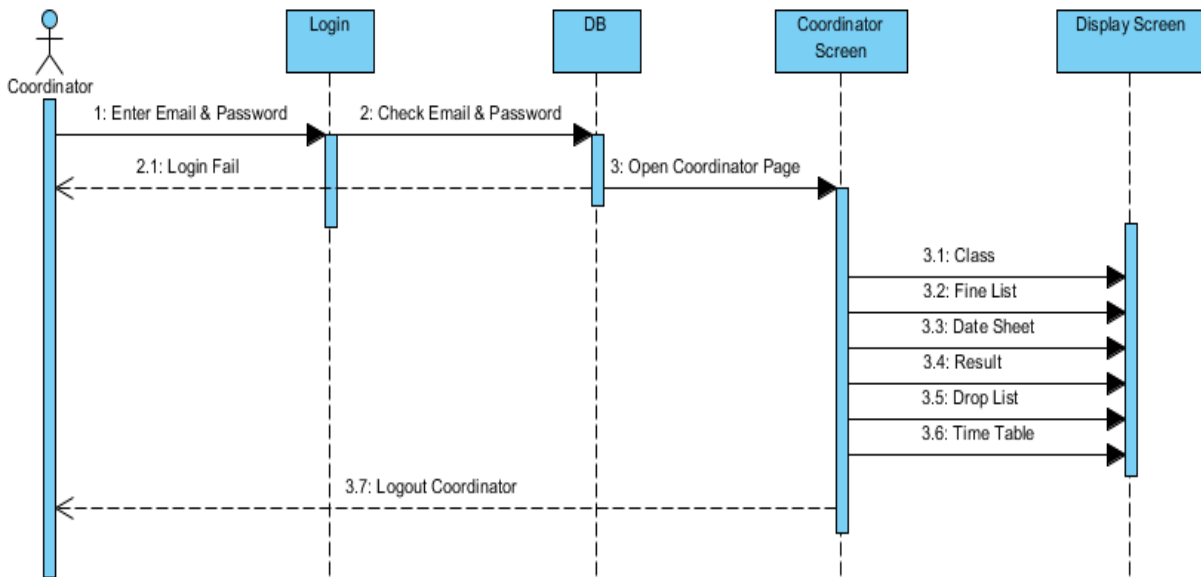 Login
DB
Coordinator
Screen
Display Screen
Coordinator
1: Enter Email & Password
2: Check Email & Password
2.1: Login Fail
3: Open Coordinator Page
3.1: Class
3.2: Fine List
3.3: Date Sheet
3.4: Result
3.5: Drop List
3.6: Time Table
3.7: Logout Coordinator